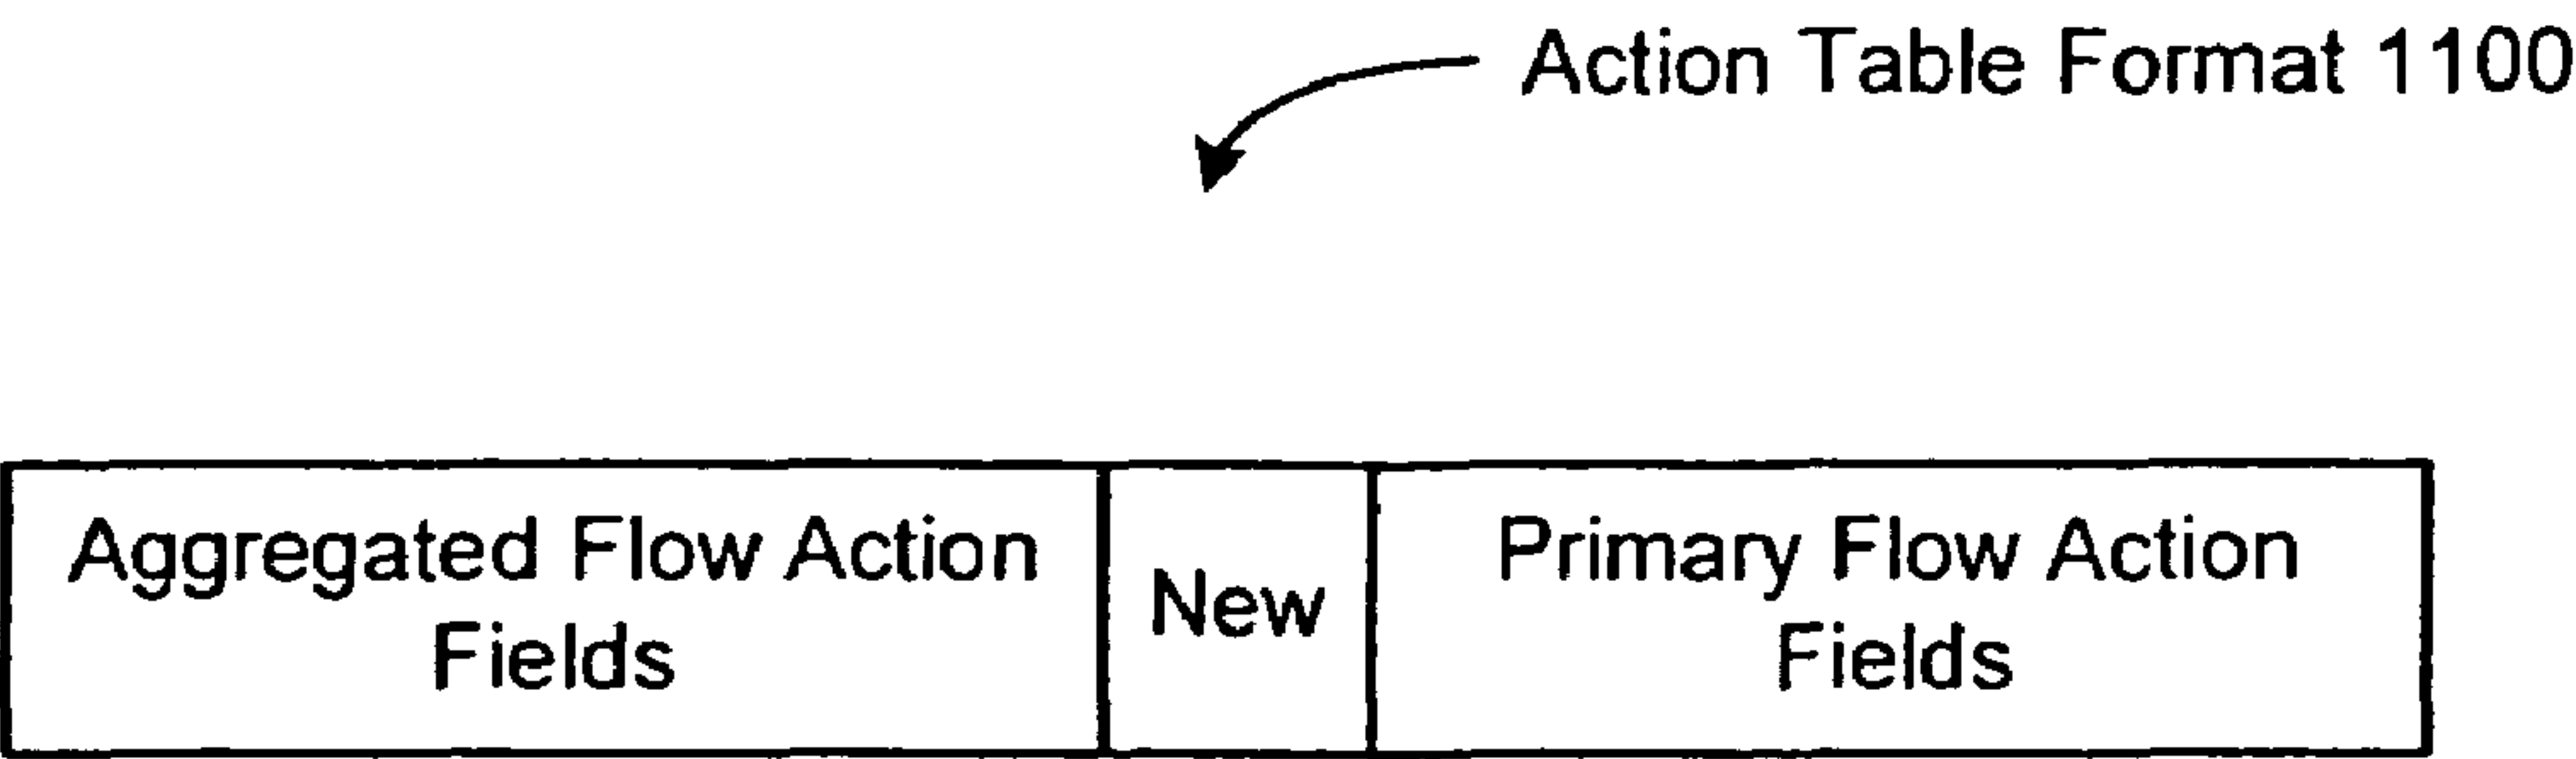 Action Table Format 1100
Aggregated Flow Action
Fields
New
Primary Flow Action
Fields